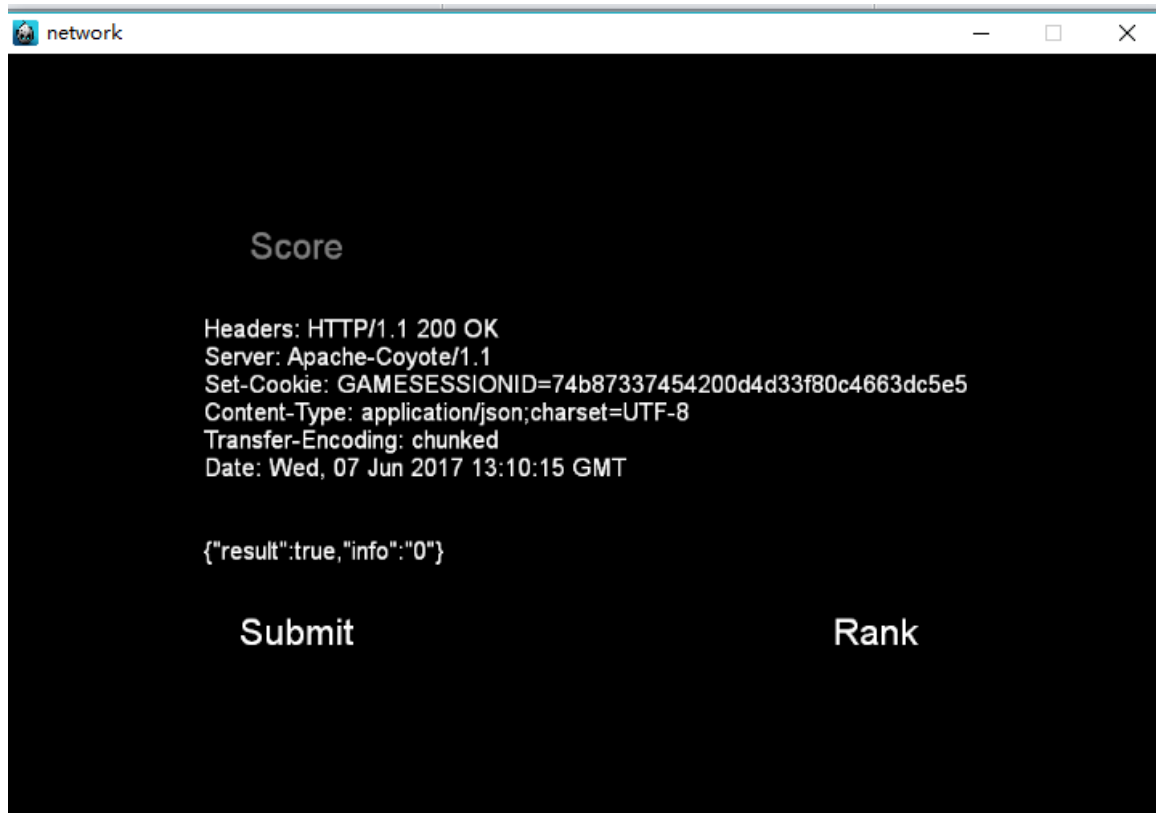 network
Score
Headers: HTTP/1.1 200 OK
Server: Apache-Coyote/1.1
Set-Cookie: GAMESESSIONID=74b87337454200d4d33f80c4663dc5e5
Content-Type: application/json;charset=UTF-8
Transfer-Encoding: chunked
Date: Wed, 07 Jun 2017 13:10:15 GMT
{"result":true,"info":"0"}
Submit Rank